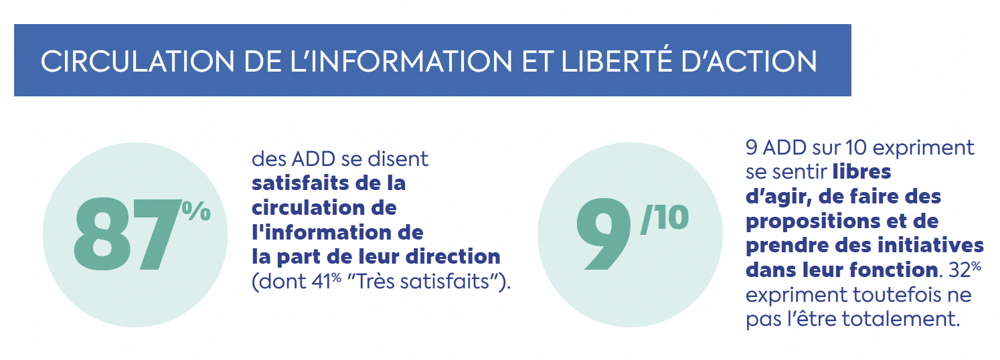 CIRCULATION DE L’INFORMATION ET LIBERTÉ D’ACTION
87%
des ADD se disent
satisfaits de la
circulation de
l'information de
la part de leur direction
(dont 41% ”Très satisfaits”).
9/10
9 ADD sur 10 expriment
se sentir libres
d’agir, de faire des
propositions et de
prendre des initiatives
dans leur fonction. 32%
expriment toutefois ne
pas l’être totalement.